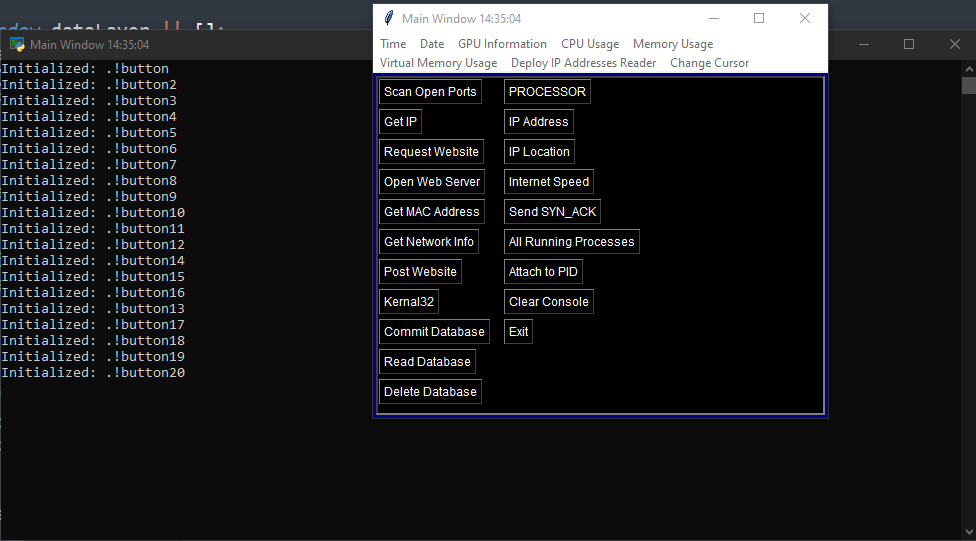 ndow dataLayer || [];
Main Window 14:35:04
Initialized: .!button
Initialized: .!button2
Initialized: .!button3
Initialized: .!button4
Initialized: .!button5
Initialized: .!button6
Initialized: .!button7
Initialized: .!button8
Initialized: .!button9
Initialized: .!button10
Initialized: .!button11
Initialized: .!button12
Initialized: .!button14
Initialized: .!button15
Initialized: .!button16
Initialized: .!button13
Initialized: .!button17
Initialized: .!button18
Initialized: .!button19
Initialized: .!button20
Main Window 14:35:04
Time Date GPU Information CPU Usage Memory Usage
Virtual Memory Usage Deploy IP Addresses Reader Change Cursor
Scan Open Ports PROCESSOR
Get IP IP Address
Request Website IP Location
Open Web Server Internet Speed
Get MAC Address Send SYN_ACK
Get Network Info All Running Processes
Post Website Attach to PID
Kernal32 Clear Console
Commit Database Exit
Read Database
Delete Database